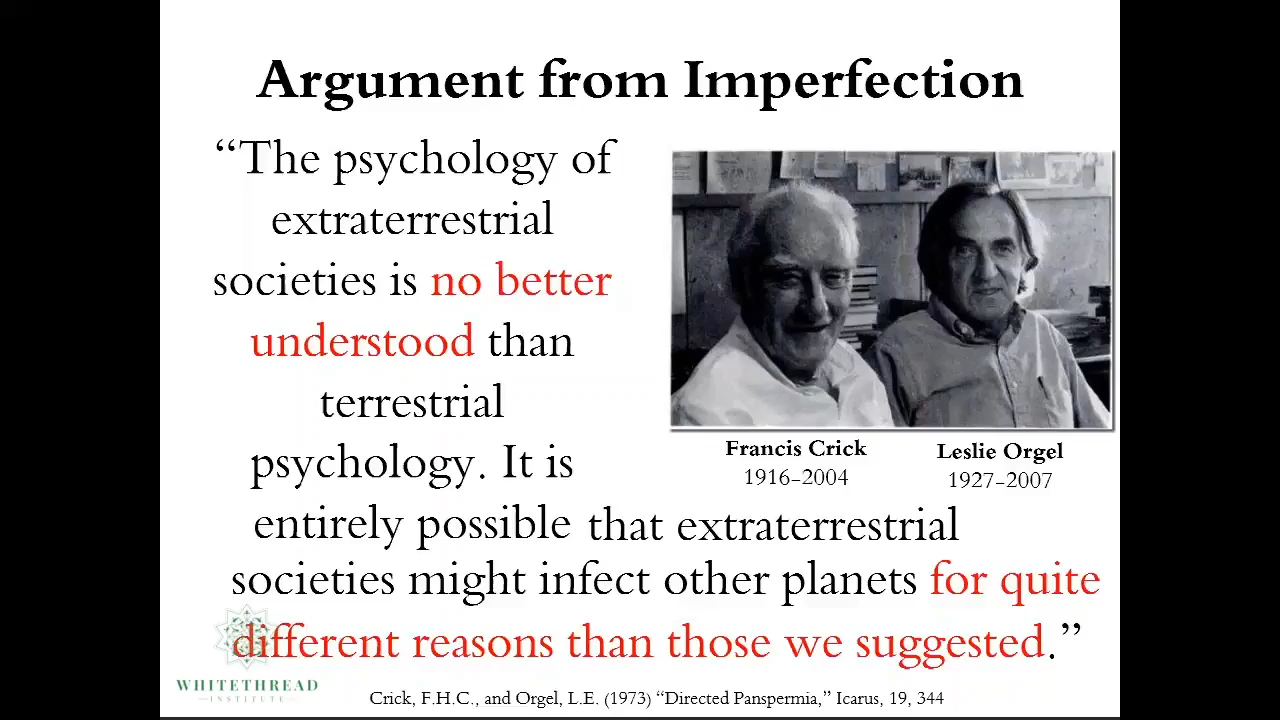 Argument from Imperfection
“The psychology of
extraterrestrial
societies is no better
understood than
terrestrial
psychology. It is
entirely possible that extraterrestrial
societies might infect other planets for quite
different reasons than those we suggested.”
Francis Crick
1916–2004
Leslie Orgel
1927–2007
WHITETHREAD
INSTITUTE
Crick, F.H.C., and Orgel, L.E. (1973) “Directed Panspermia,” Icarus, 19, 344